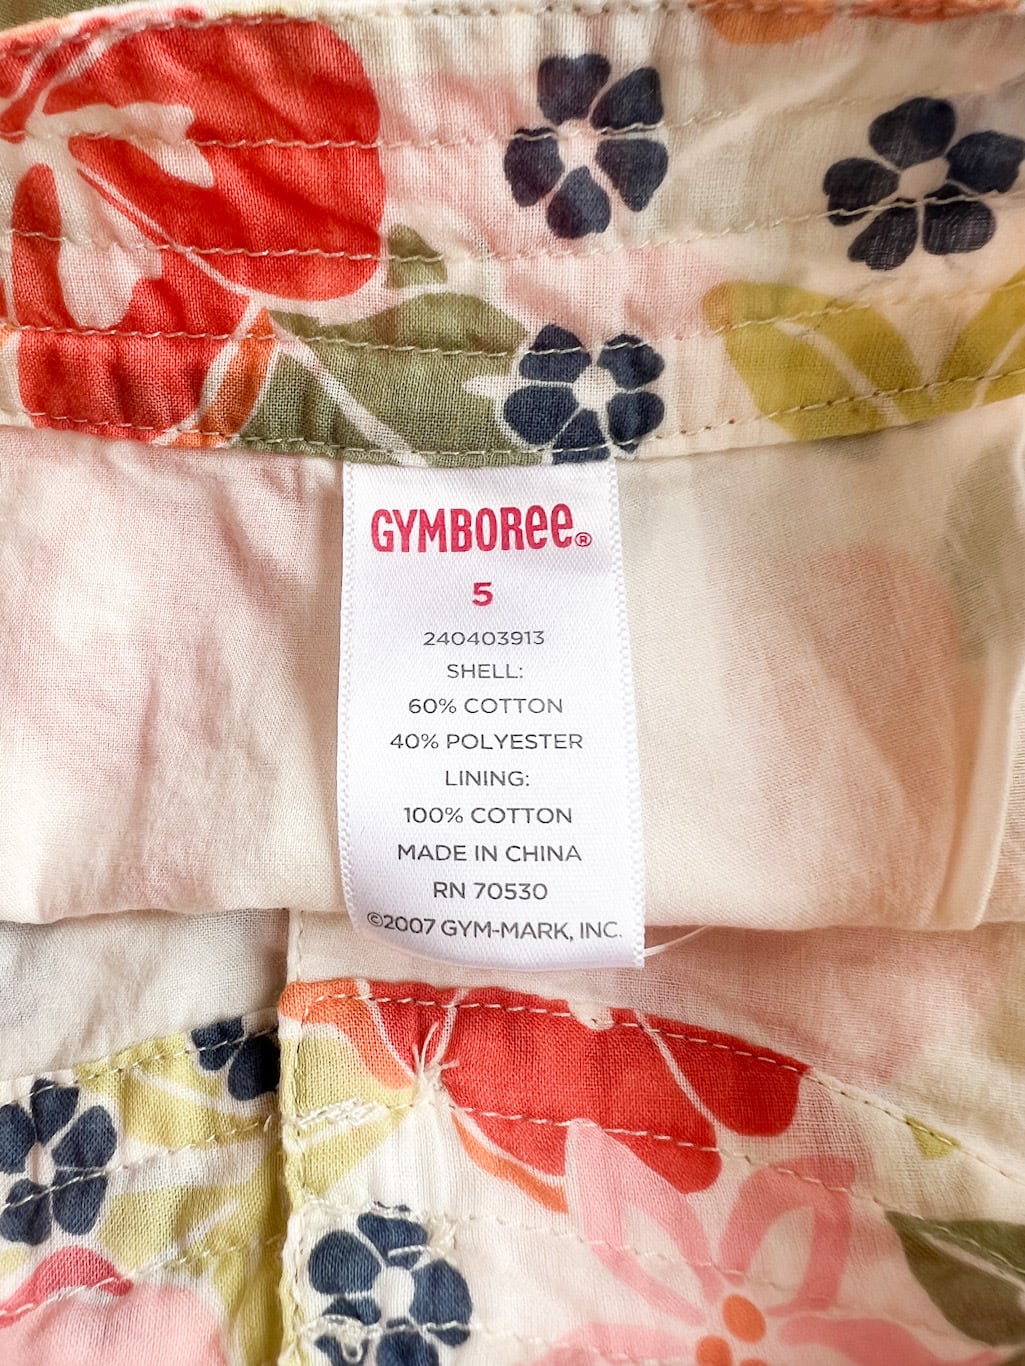 GYMBOREE®
5
240403913
SHELL:
60% COTTON
40% POLYESTER
LINING:
100% COTTON
MADE IN CHINA
RN 70530
©2007 GYM-MARK, INC.